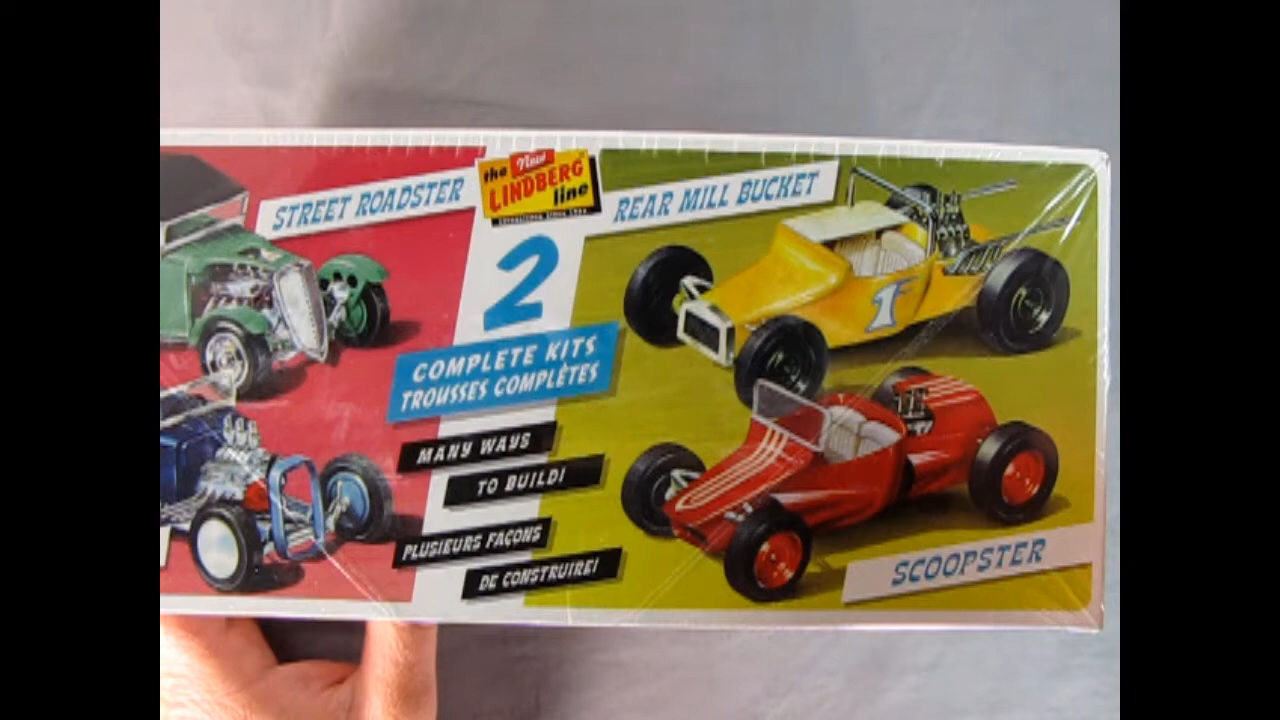 STREET ROADSTER
the New
LINDBERG
line
REAR MILL BUCKET
1
2
COMPLETE KITS
TROUSSES COMPLÈTES
MANY WAYS
TO BUILD!
PLUSIEURS FAÇONS
DE CONSTRUIRE!
SCOOPSTER